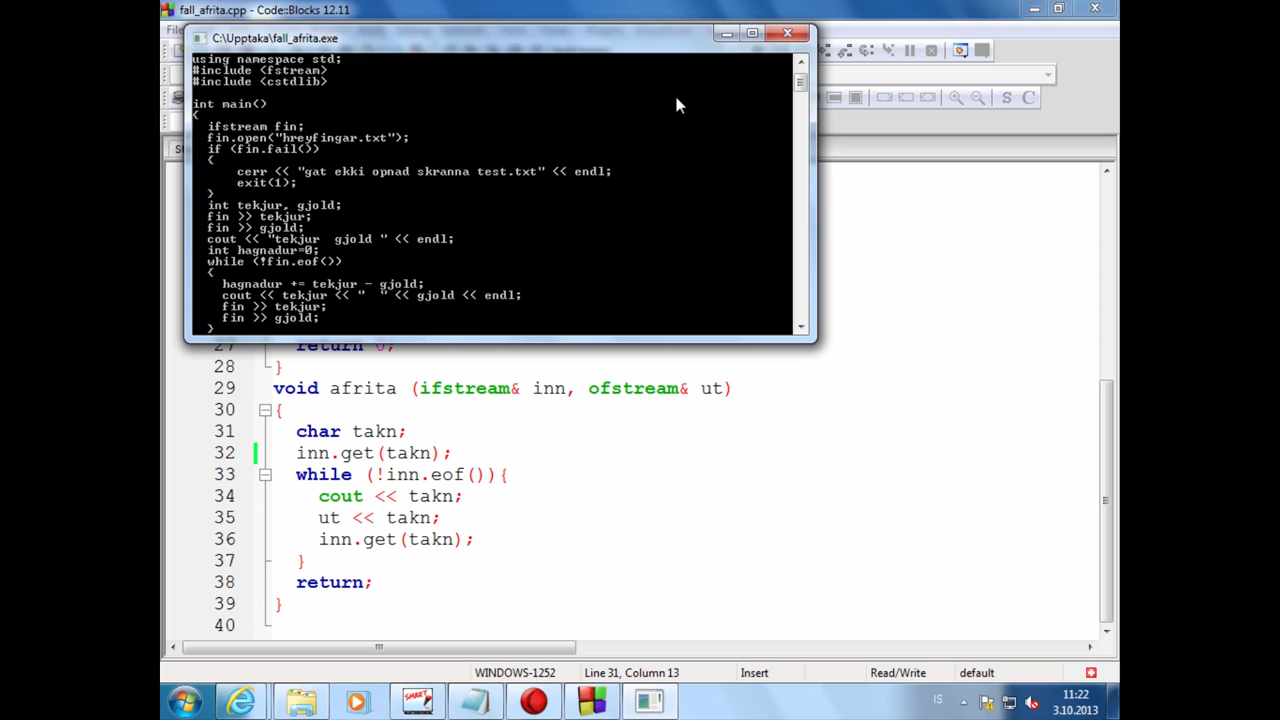 fall_afrita.cpp - Code::Blocks 12.11
C:\Upptaka\fall_afrita.exe
using namespace std;
#include <fstream>
#include <cstdlib>
int main()
{
ifstream fin;
fin.open("hreyfingar.txt");
if (fin.fail())
{
cerr << "gat ekki opnad skranna test.txt" << endl;
exit(1);
}
int tekjur, gjold;
fin >> tekjur;
fin >> gjold;
cout << "tekjur  gjold " << endl;
int hagnadur=0;
while (!fin.eof())
{
hagnadur += tekjur - gjold;
cout << tekjur << "  " << gjold << endl;
fin >> tekjur;
fin >> gjold;
}
27 return 0;
28 }
29 void afrita (ifstream& inn, ofstream& ut)
30 {
31 char takn;
32 inn.get(takn);
33 while (!inn.eof()){
34 cout << takn;
35 ut << takn;
36 inn.get(takn);
37 }
38 return;
39 }
40
WINDOWS-1252 Line 31, Column 13 Insert Read/Write default
SMART
IS 11:22
3.10.2013